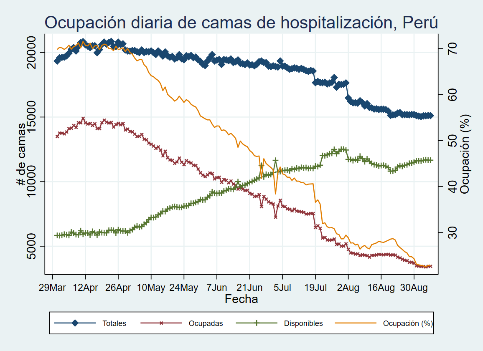 Ocupación diaria de camas de hospitalización, Perú
# de camas
20000
15000
10000
5000
Ocupación (%)
70
60
50
40
30
29Mar 12Apr 26Apr 10May 24May 7Jun 21Jun 5Jul 19Jul 2Aug 16Aug 30Aug
Fecha
Totales Ocupadas Disponibles Ocupación (%)